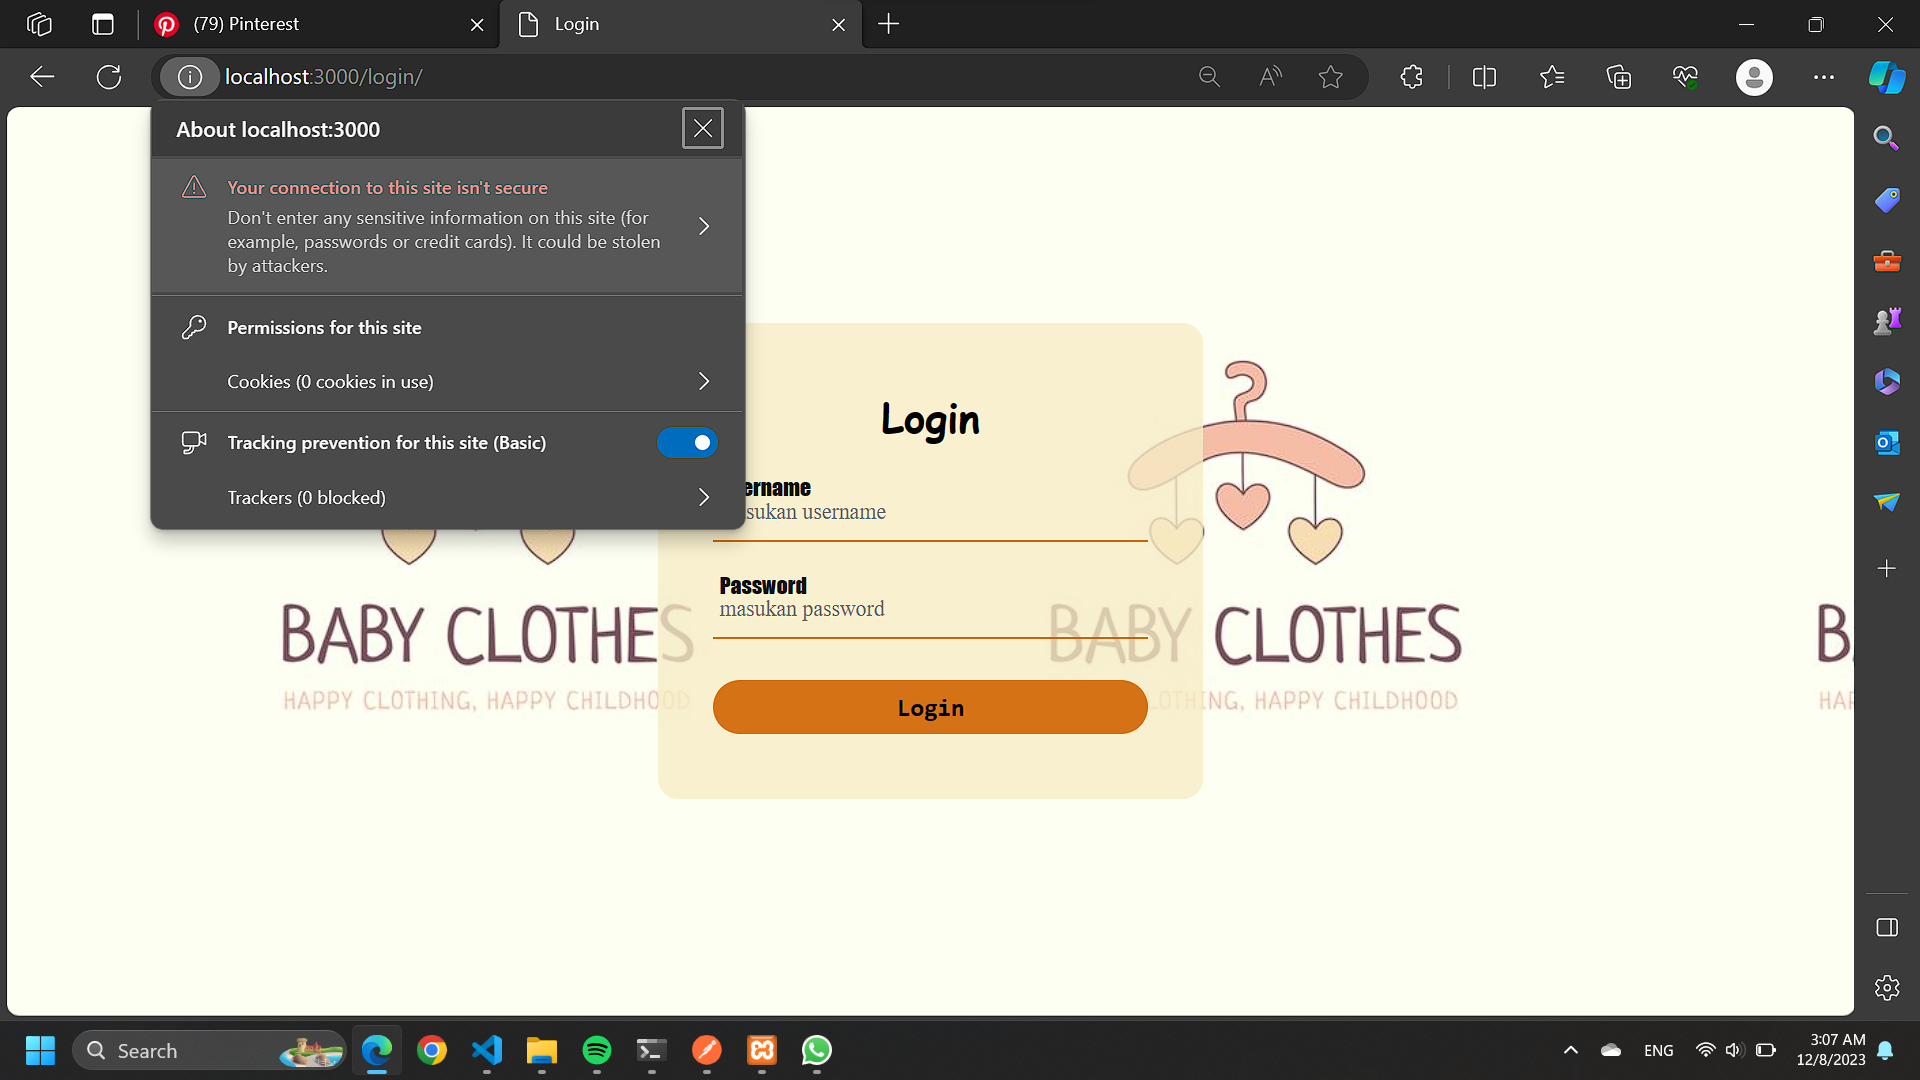 (79) Pinterest
Login
localhost:3000/login/
About localhost:3000
Your connection to this site isn't secure
Don't enter any sensitive information on this site (for
example, passwords or credit cards). It could be stolen
by attackers.
Permissions for this site
Cookies (0 cookies in use)
Tracking prevention for this site (Basic)
Trackers (0 blocked)
Login
ername
sukan username
Password
masukan password
Login
BABY CLOTHES
HAPPY CLOTHING, HAPPY CHILDHOOD
BABY CLOTHES
OTHING, HAPPY CHILDHOOD
B
HAP
Search
ENG
3:07 AM
12/8/2023